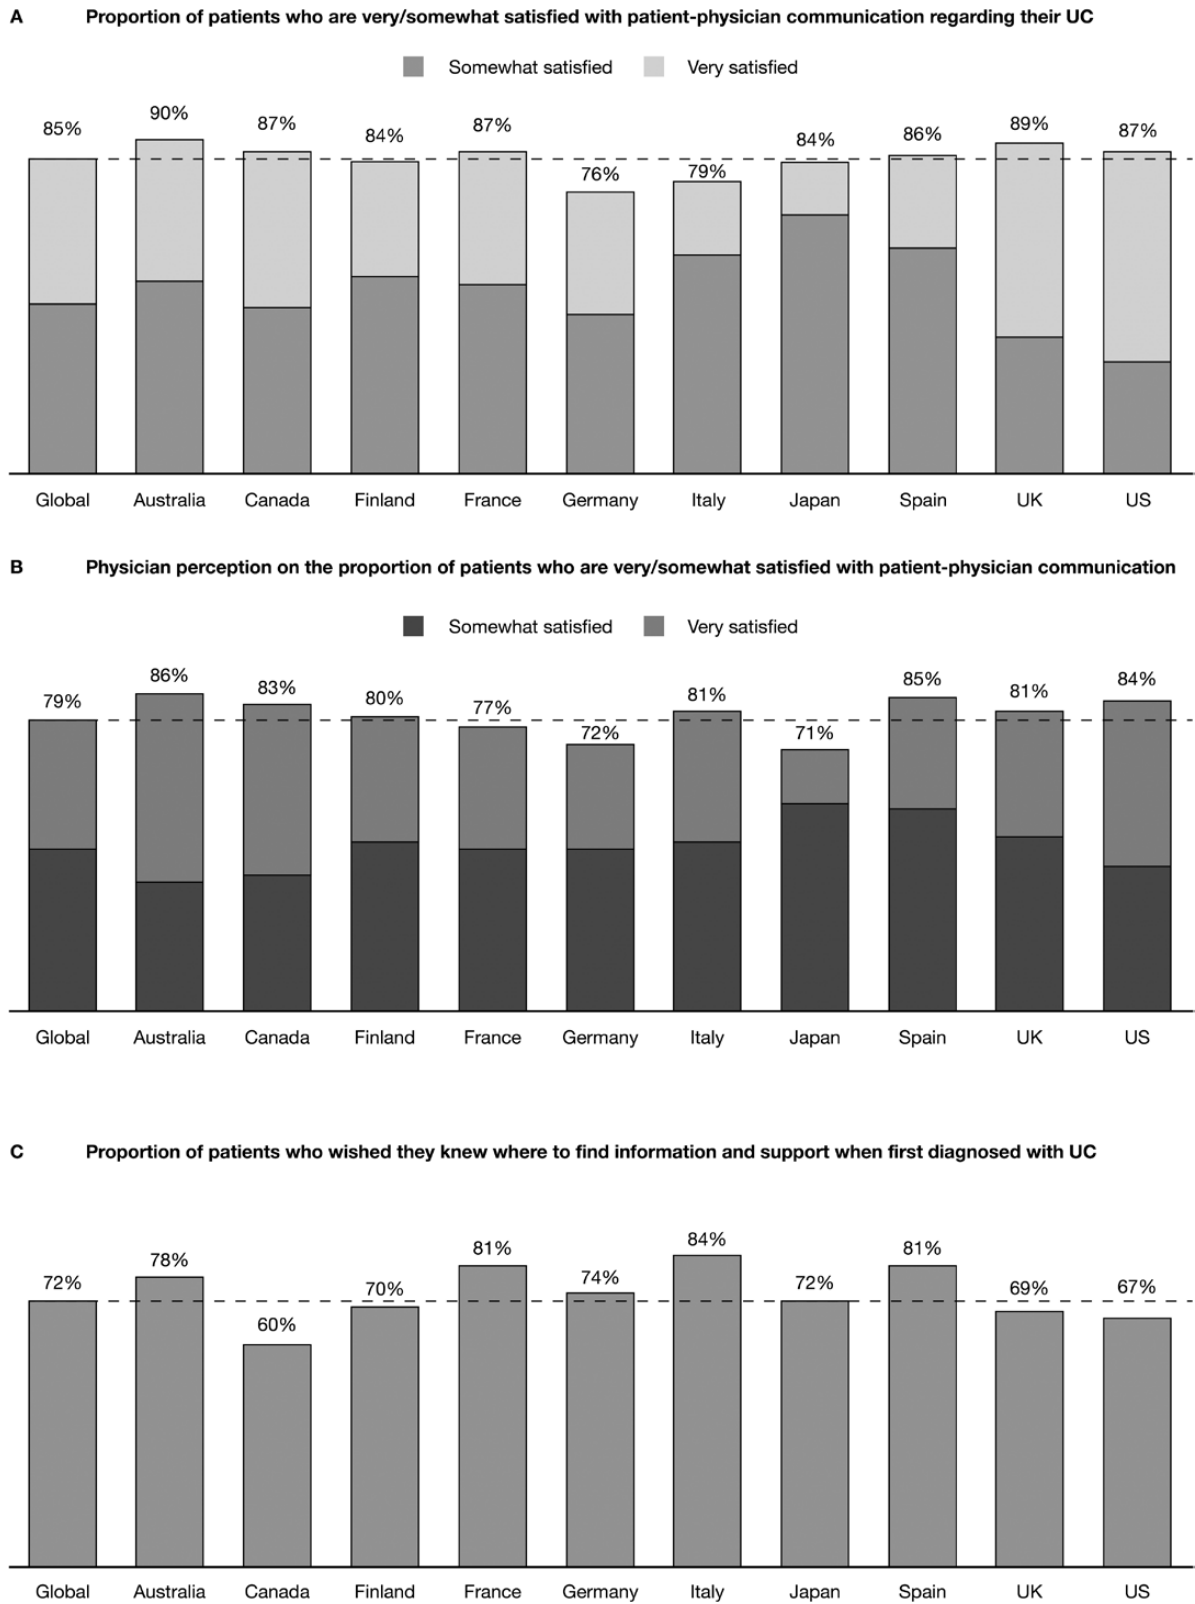 A Proportion of patients who are very/somewhat satisfied with patient-physician communication regarding their UC
Somewhat satisfied Very satisfied
85% 90% 87% 84% 87% 76% 79% 84% 86% 89% 87%
Global Australia Canada Finland France Germany Italy Japan Spain UK US
B Physician perception on the proportion of patients who are very/somewhat satisfied with patient-physician communication
Somewhat satisfied Very satisfied
79% 86% 83% 80% 77% 72% 81% 71% 85% 81% 84%
Global Australia Canada Finland France Germany Italy Japan Spain UK US
C Proportion of patients who wished they knew where to find information and support when first diagnosed with UC
72% 78% 60% 70% 81% 74% 84% 72% 81% 69% 67%
Global Australia Canada Finland France Germany Italy Japan Spain UK US